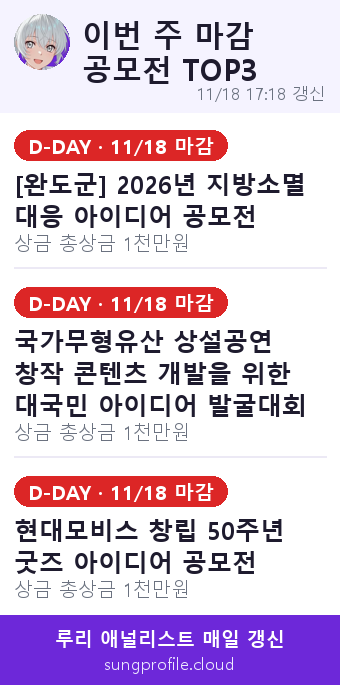 이번 주 마감
공모전 TOP3
11/18 17:18 갱신
D-DAY · 11/18 마감
[완도군] 2026년 지방소멸
대응 아이디어 공모전
상금 총상금 1천만원
D-DAY · 11/18 마감
국가무형유산 상설공연
창작 콘텐츠 개발을 위한
대국민 아이디어 발굴대회
상금 총상금 1천만원
D-DAY · 11/18 마감
현대모비스 창립 50주년
굿즈 아이디어 공모전
상금 총상금 1천만원
루리 애널리스트 매일 갱신
sungprofile.cloud